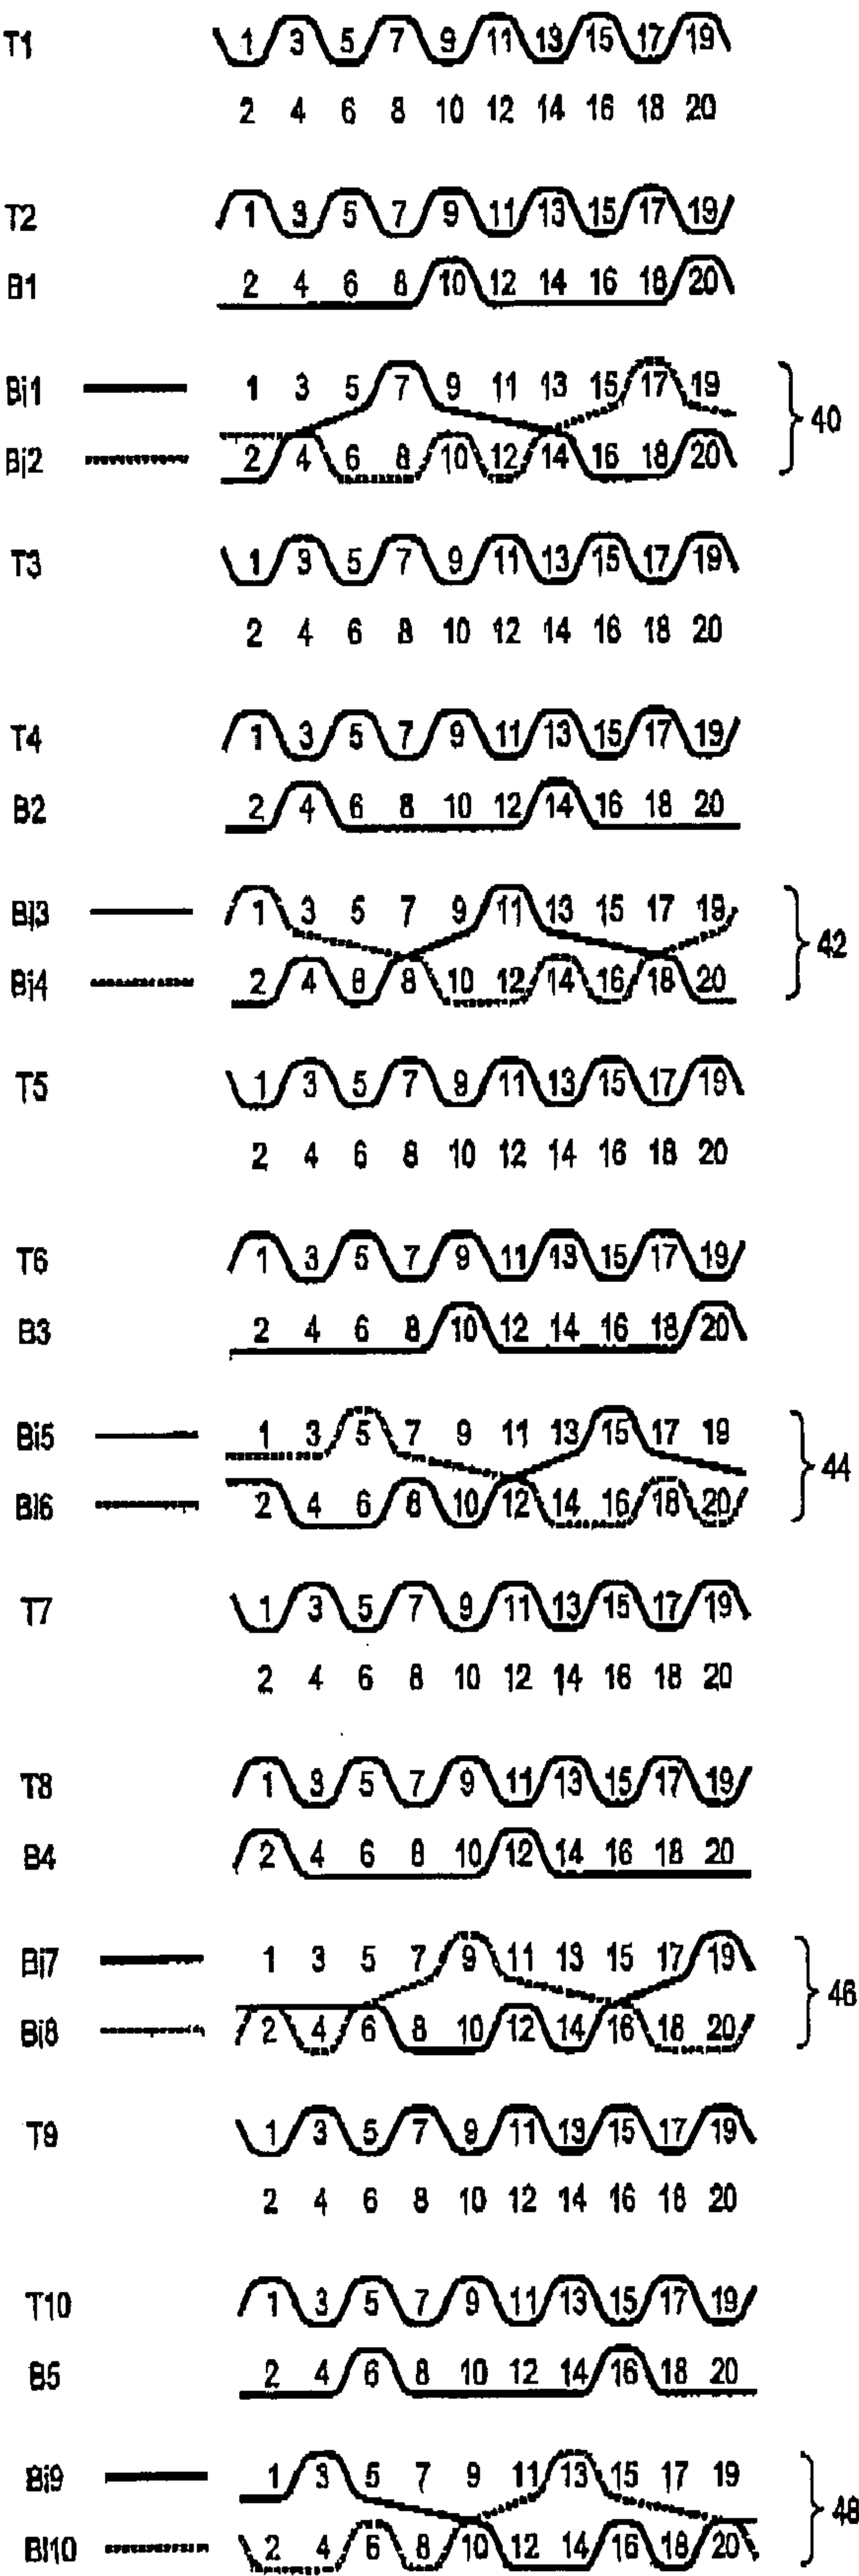 T1 1 3 5 7 9 11 13 15 17 19
2 4 6 8 10 12 14 16 18 20
T2 1 3 5 7 9 11 13 15 17 19
B1 2 4 6 8 10 12 14 16 18 20
Bi1 1 3 5 7 9 11 13 15 17 19
40
Bi2 2 4 6 8 10 12 14 16 18 20
T3 1 3 5 7 9 11 13 15 17 19
2 4 6 8 10 12 14 16 18 20
T4 1 3 5 7 9 11 13 15 17 19
B2 2 4 6 8 10 12 14 16 18 20
Bi3 1 3 5 7 9 11 13 15 17 19
42
Bi4 2 4 6 8 10 12 14 16 18 20
T5 1 3 5 7 9 11 13 15 17 19
2 4 6 8 10 12 14 16 18 20
T6 1 3 5 7 9 11 13 15 17 19
B3 2 4 6 8 10 12 14 16 18 20
Bi5 1 3 5 7 9 11 13 15 17 19
44
Bi6 2 4 6 8 10 12 14 16 18 20
T7 1 3 5 7 9 11 13 15 17 19
2 4 6 8 10 12 14 16 18 20
T8 1 3 5 7 9 11 13 15 17 19
B4 2 4 6 8 10 12 14 16 18 20
Bi7 1 3 5 7 9 11 13 15 17 19
46
Bi8 2 4 6 8 10 12 14 16 18 20
T9 1 3 5 7 9 11 13 15 17 19
2 4 6 8 10 12 14 16 18 20
T10 1 3 5 7 9 11 13 15 17 19
B5 2 4 6 8 10 12 14 16 18 20
Bi9 1 3 5 7 9 11 13 15 17 19
48
Bi10 2 4 6 8 10 12 14 16 18 20